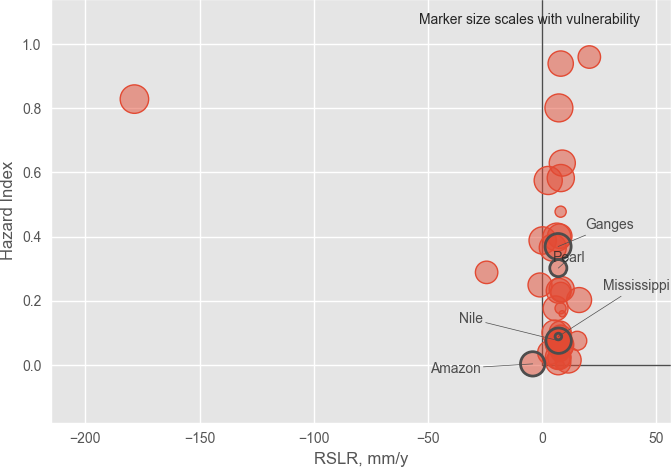 Marker size scales with vulnerability
1.0
0.8
0.6
0.4
0.2
0.0
Hazard Index
Ganges
Pearl
Mississippi
Nile
Amazon
−200
−150
−100
−50
0
50
RSLR, mm/y